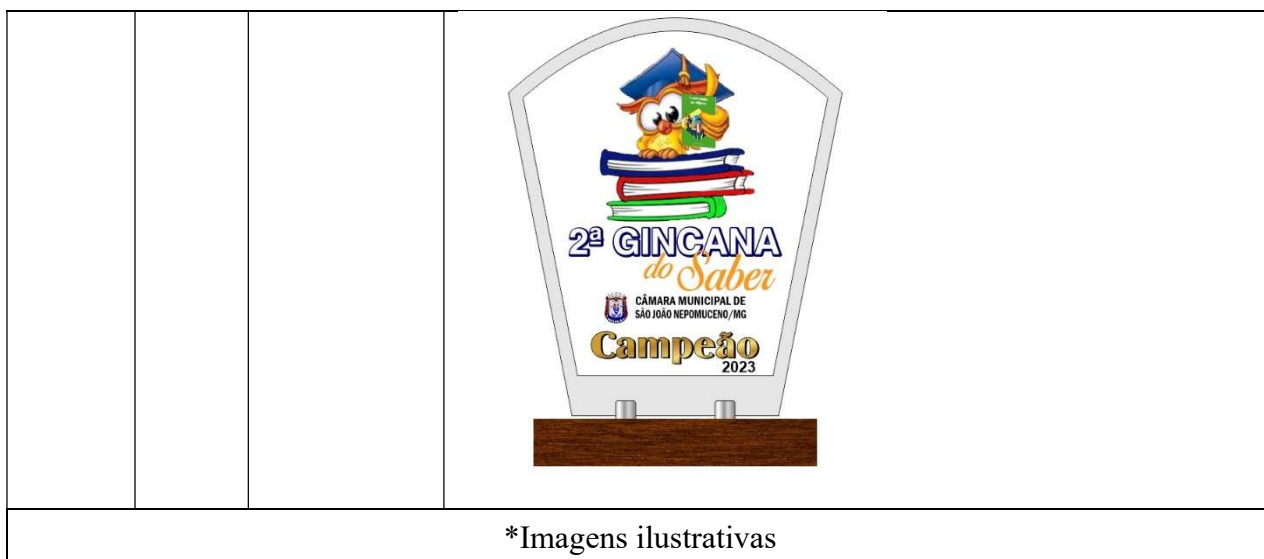 2ª GINCANA
do Saber
CÂMARA MUNICIPAL DE
SÃO JOÃO NEPOMUCENO/MG
Campeão
2023
*Imagens ilustrativas